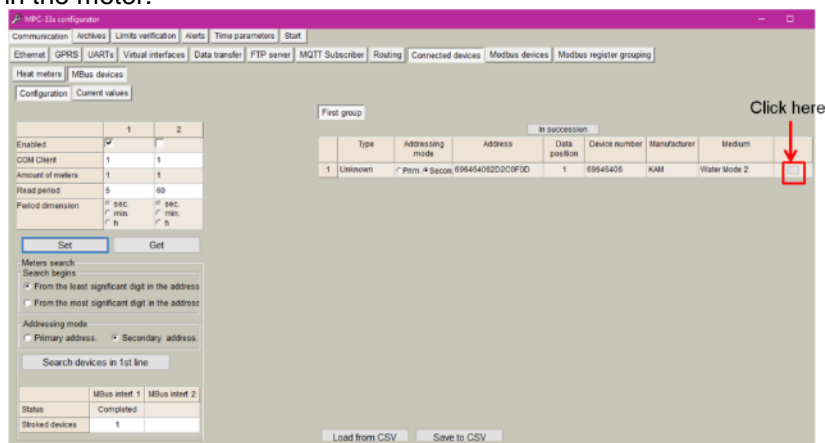 in the meter.
MPC-33x configurator
Communication Archives Limits verification Alerts Time parameters Start
Ethernet GPRS UARTs Virtual interfaces Data transfer FTP server MQTT Subscriber Routing Connected devices Modbus devices Modbus register grouping
Heat meters MBus devices
Configuration Current values
First group
Click here
In succession
1 2
Enabled
COM Client 1 1
Amount of meters 1 1
Read period 5 60
Period dimension sec. sec.
min. min.
h h
Type Addressing mode Address Data position Device number Manufacturer Medium
1 Unknown Prim. Secon. 696464062D2C0F0D 1 69646406 KAM Water Mode 2
Set Get
Meters search
Search begins
From the least significant digit in the address
From the most significant digit in the address
Addressing mode
Primary address. Secondary address.
Search devices in 1st line
MBus interf. 1 MBus interf. 2
Status Completed
Stroked devices 1
Load from CSV Save to CSV